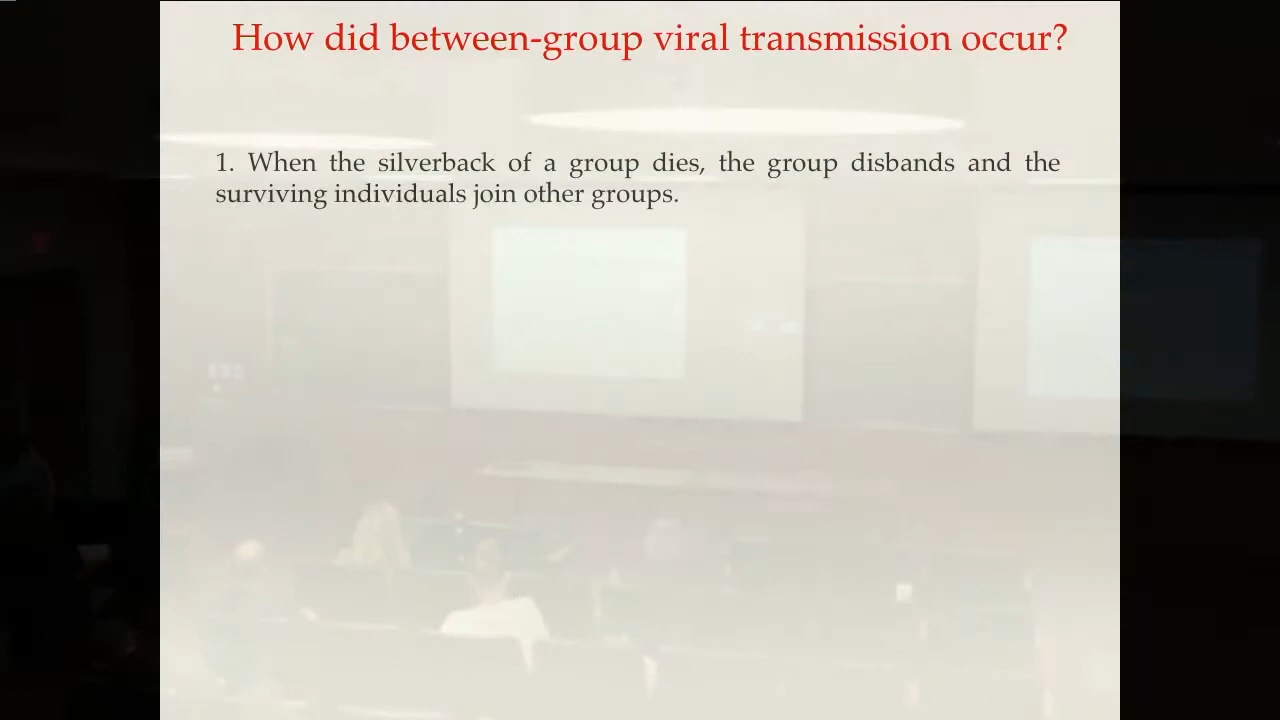 How did between-group viral transmission occur?
1. When the silverback of a group dies, the group disbands and the
surviving individuals join other groups.